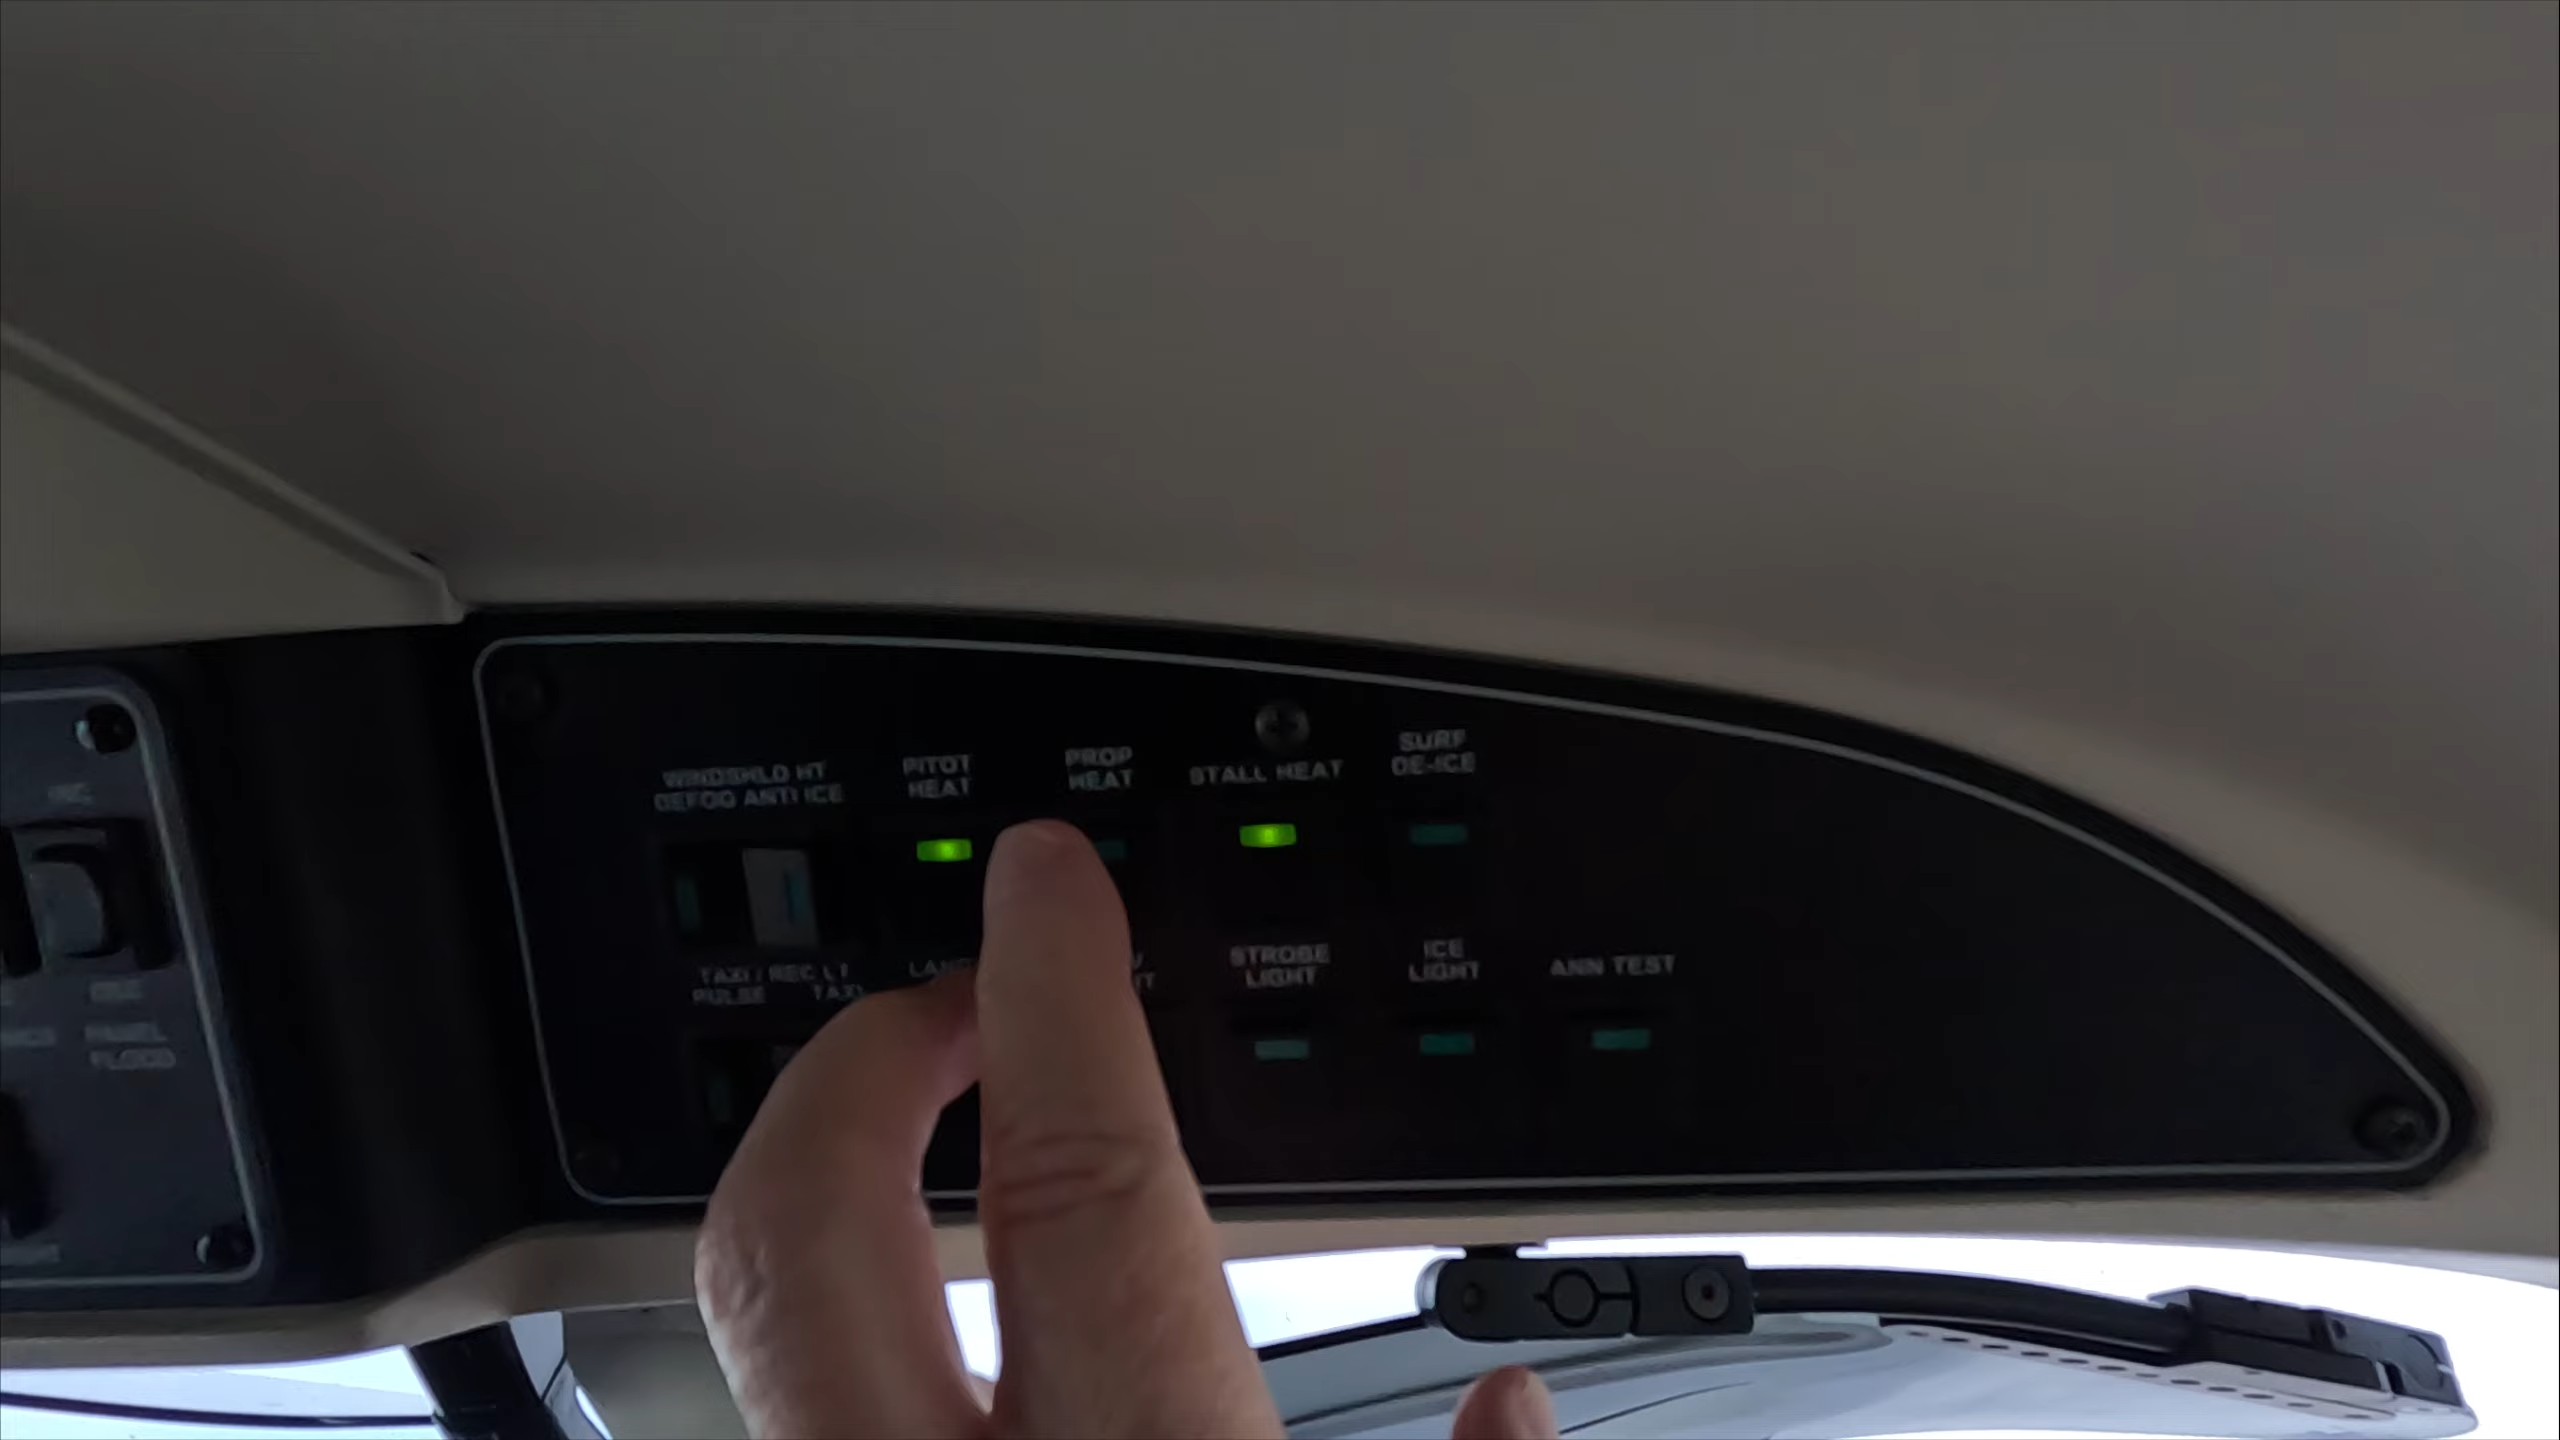 WINDSHLD HT
DEFOG ANTI ICE
PITOT
HEAT
PROP
HEAT
STALL HEAT
SURF
DE-ICE
TAXI / REC LT
PULSE TAXI
STROBE
LIGHT
ICE
LIGHT
ANN TEST
PANEL
FLOOD